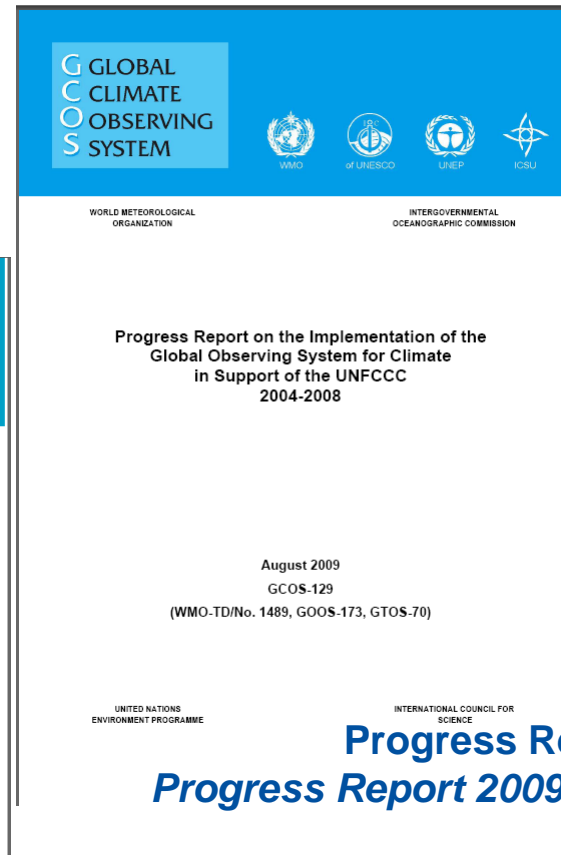 GLOBAL
CLIMATE
OBSERVING
SYSTEM
GCOS
WMO
IRC
of UNESCO
UNEP
ICSU
WORLD METEOROLOGICAL
ORGANIZATION
INTERGOVERNMENTAL
OCEANOGRAPHIC COMMISSION
Progress Report on the Implementation of the
Global Observing System for Climate
in Support of the UNFCCC
2004-2008
August 2009
GCOS-129
(WMO-TD/No. 1489, GOOS-173, GTOS-70)
UNITED NATIONS
ENVIRONMENT PROGRAMME
INTERNATIONAL COUNCIL FOR
SCIENCE
Progress Re
Progress Report 2009